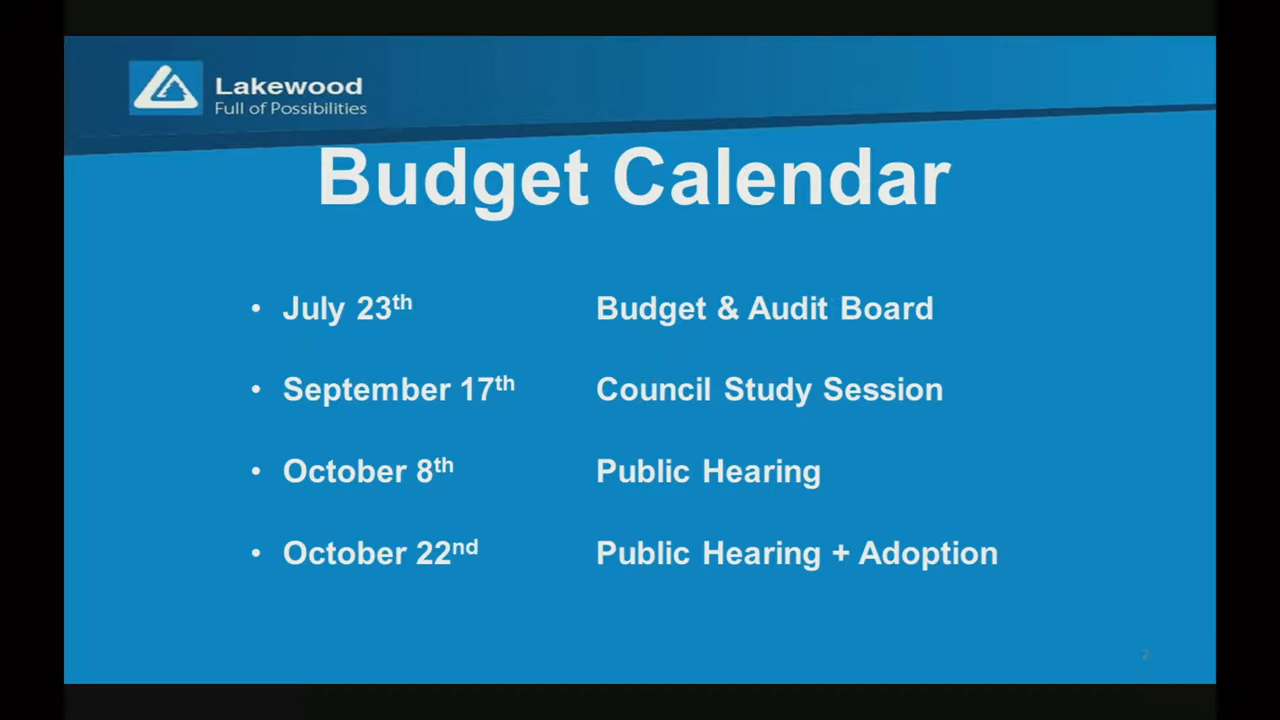 Lakewood
Full of Possibilities
Budget Calendar
• July 23th Budget & Audit Board
• September 17th Council Study Session
• October 8th Public Hearing
• October 22nd Public Hearing + Adoption
2